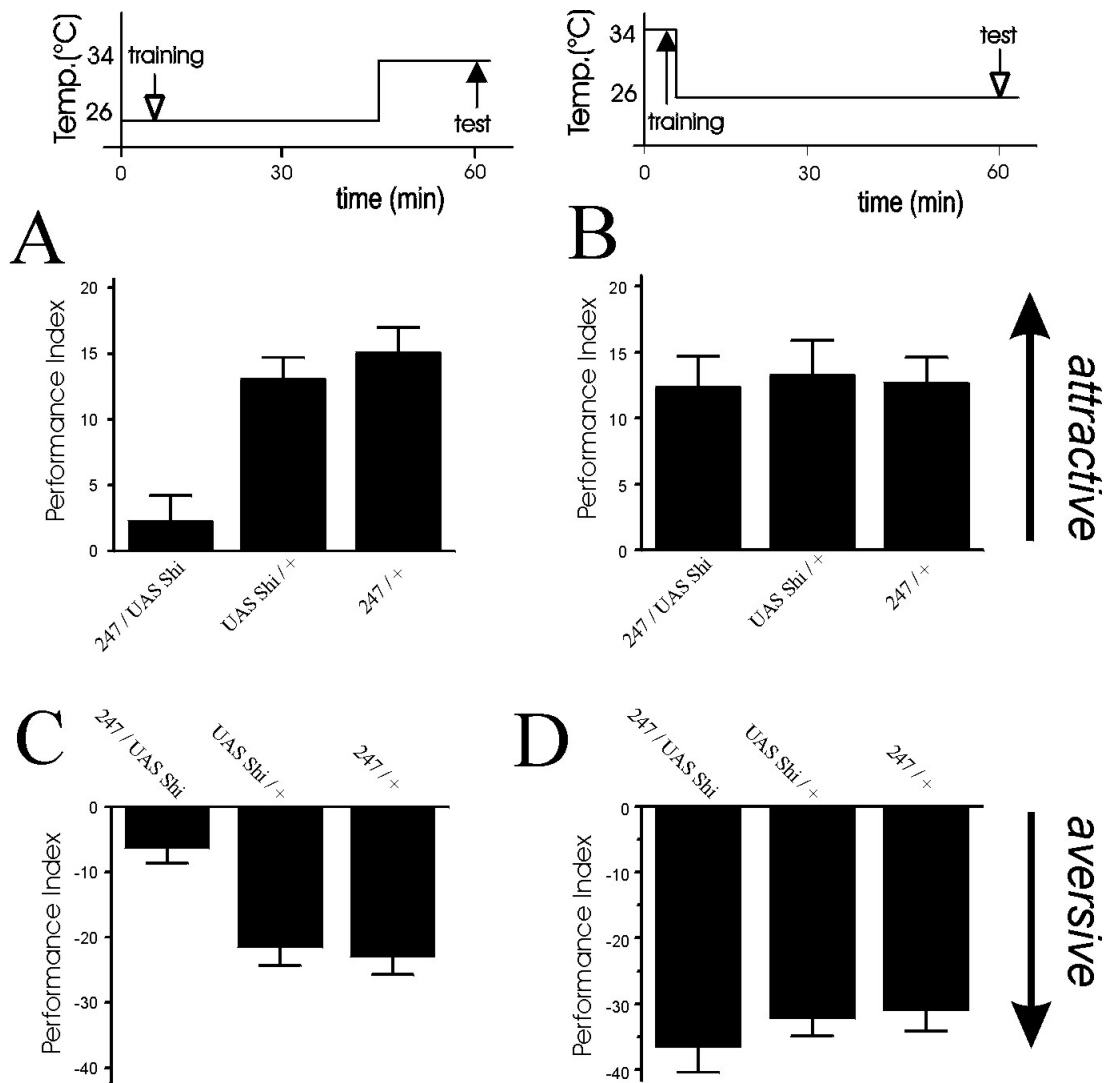 Temp.(°C)
34
26
training
test
0
30
60
time (min)
Temp.(°C)
34
26
training
test
0
30
60
time (min)
A
Performance Index
20
15
10
5
0
247 / UAS Shi
UAS Shi / +
247 / +
B
Performance Index
20
15
10
5
0
247 / UAS Shi
UAS Shi / +
247 / +
attractive
C
247 / UAS Shi
UAS Shi / +
247 / +
Performance Index
0
-10
-20
-30
-40
D
247 / UAS Shi
UAS Shi / +
247 / +
Performance Index
0
-10
-20
-30
-40
aversive